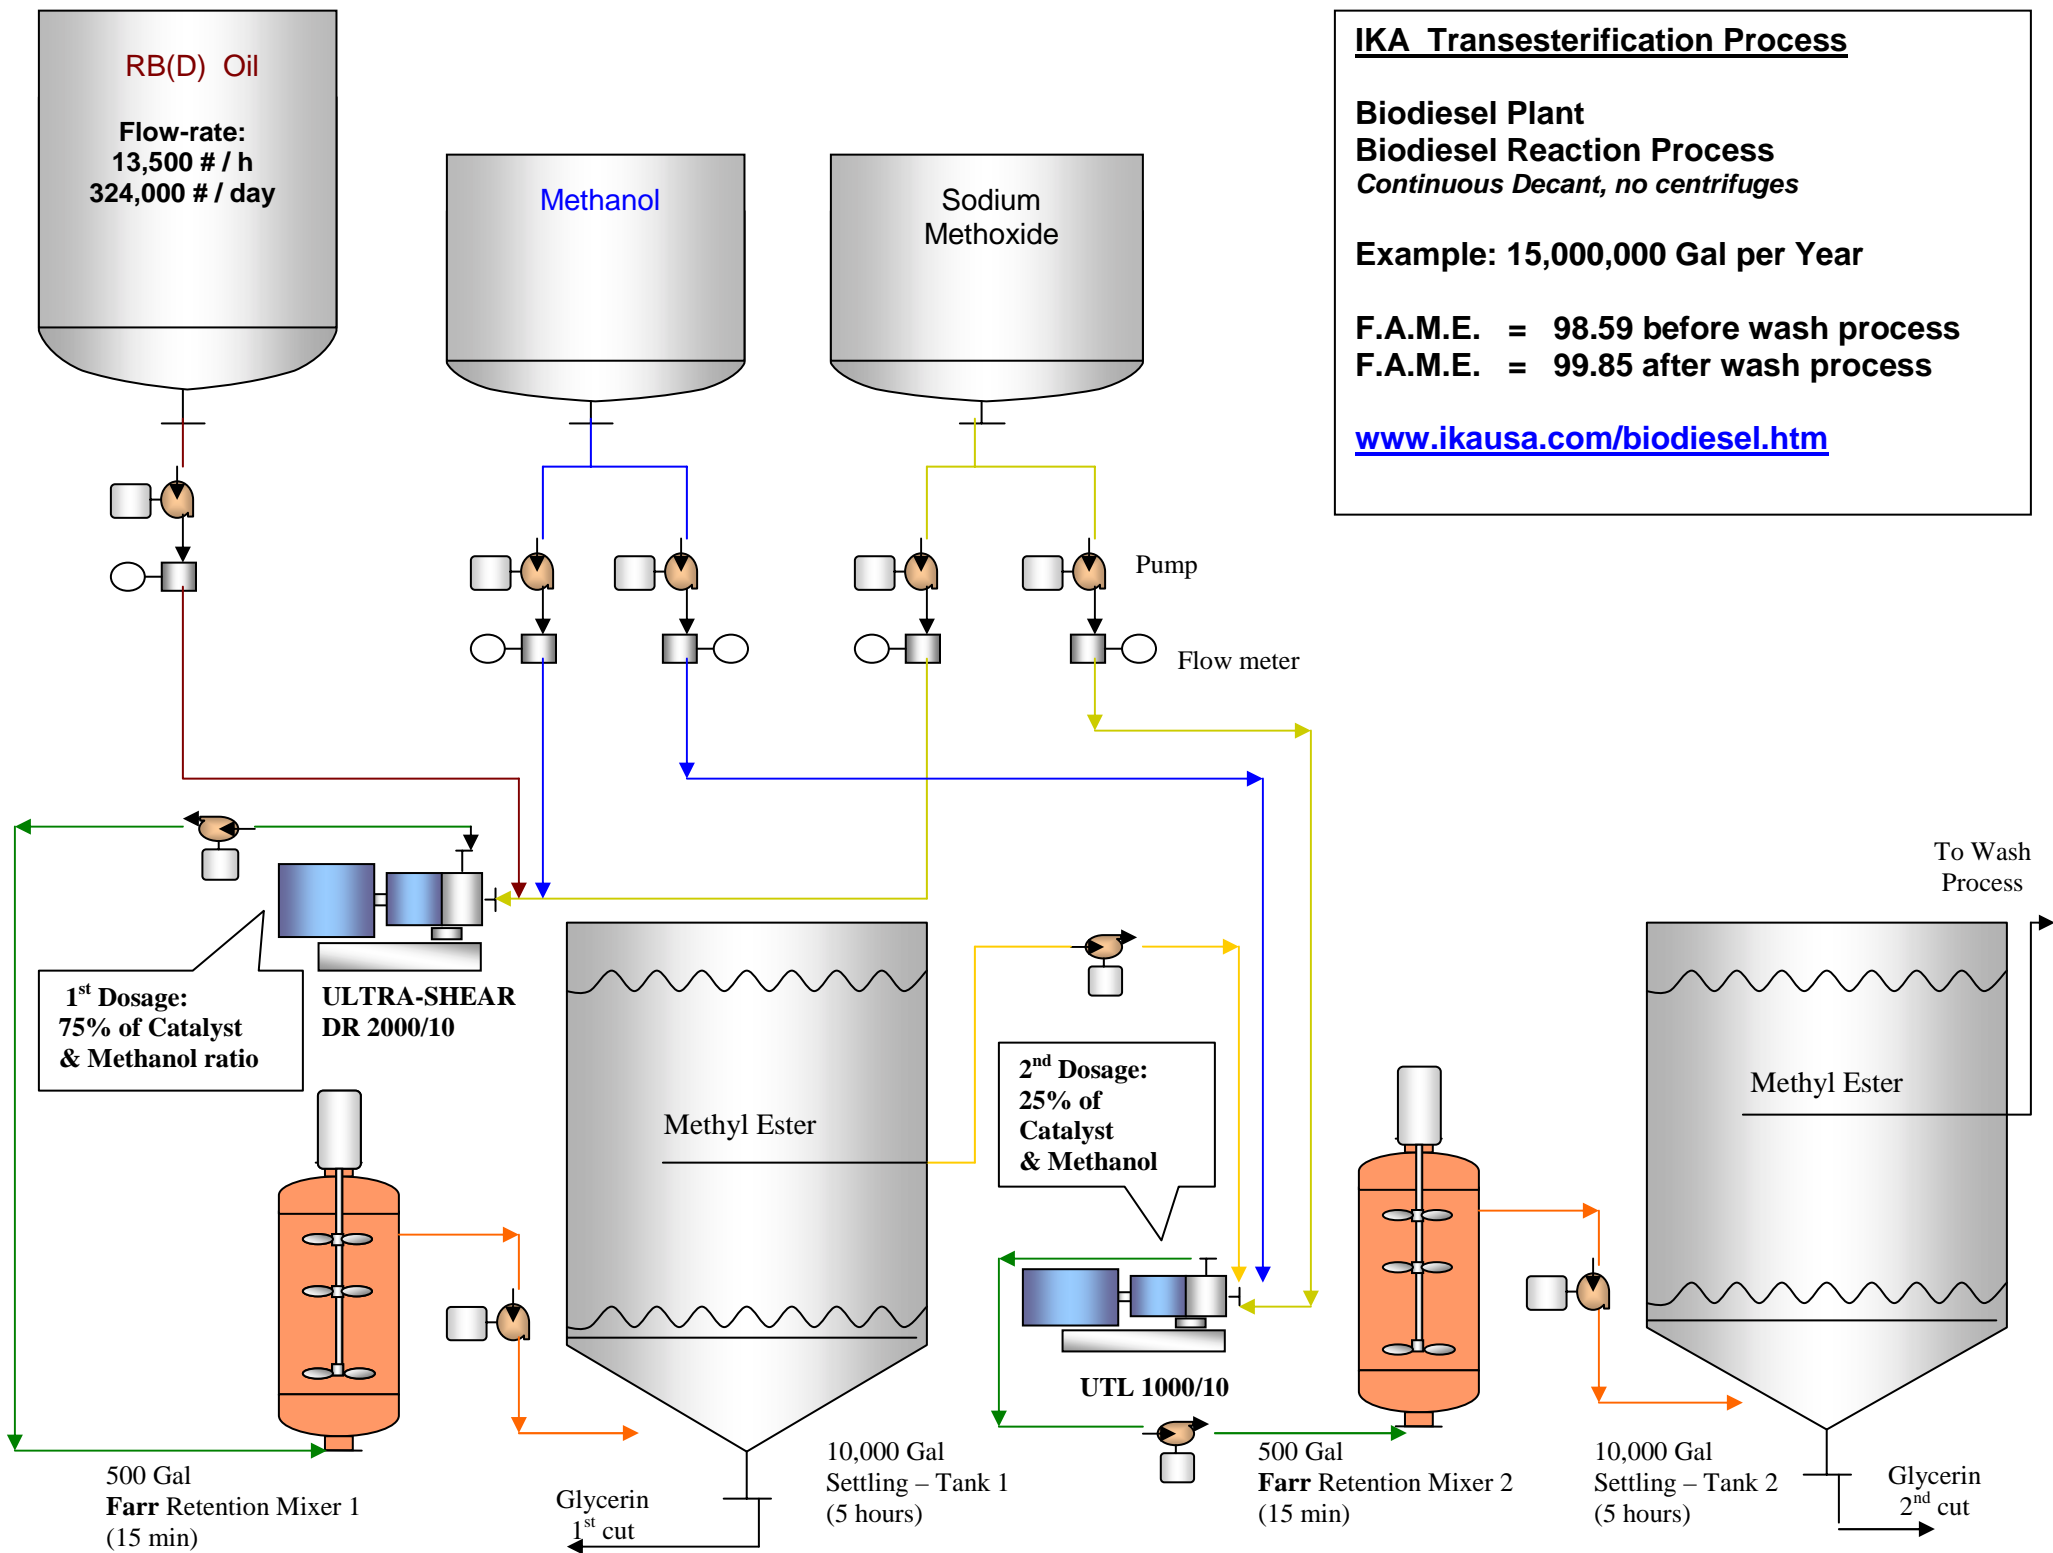 RB(D) Oil
Flow-rate:
13,500 # / h
324,000 # / day
Methanol
Sodium
Methoxide
IKA Transesterification Process
Biodiesel Plant
Biodiesel Reaction Process
Continuous Decant, no centrifuges
Example: 15,000,000 Gal per Year
F.A.M.E. = 98.59 before wash process
F.A.M.E. = 99.85 after wash process
www.ikausa.com/biodiesel.htm
Pump
Flow meter
To Wash
Process
1st Dosage:
75% of Catalyst
& Methanol ratio
ULTRA-SHEAR
DR 2000/10
Methyl Ester
2nd Dosage:
25% of
Catalyst
& Methanol
Methyl Ester
UTL 1000/10
500 Gal
Farr Retention Mixer 1
(15 min)
Glycerin
1st cut
10,000 Gal
Settling – Tank 1
(5 hours)
500 Gal
Farr Retention Mixer 2
(15 min)
10,000 Gal
Settling – Tank 2
(5 hours)
Glycerin
2nd cut